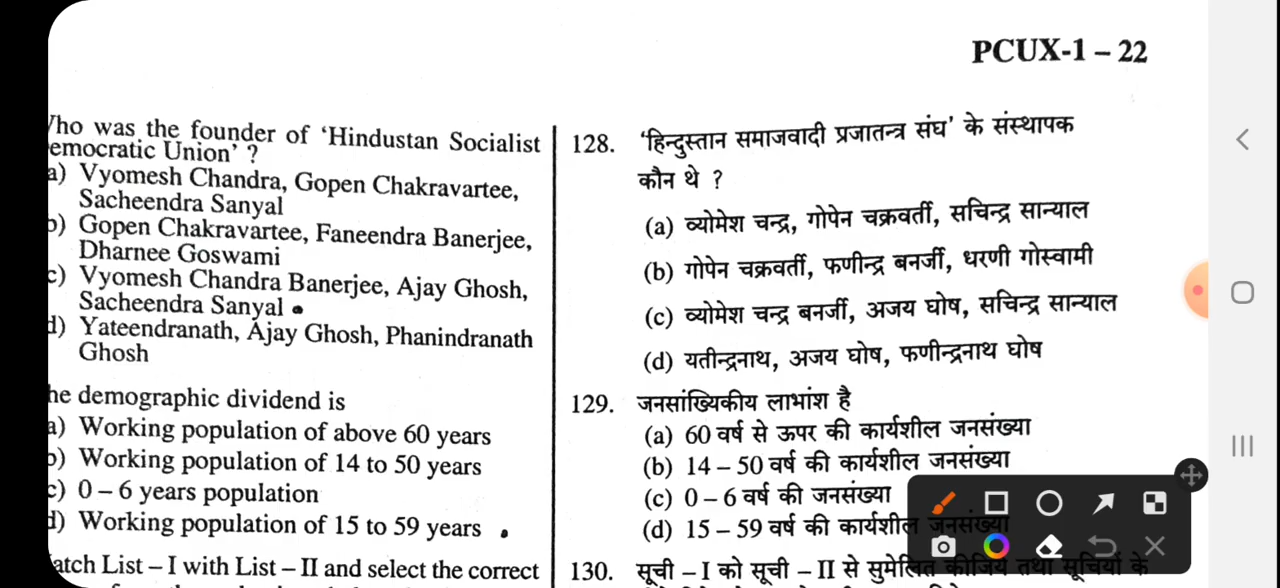 PCUX-1 – 22
ho was the founder of ‘Hindustan Socialist
emocratic Union’ ?
a) Vyomesh Chandra, Gopen Chakravartee,
Sacheendra Sanyal
b) Gopen Chakravartee, Faneendra Banerjee,
Dharnee Goswami
c) Vyomesh Chandra Banerjee, Ajay Ghosh,
Sacheendra Sanyal
d) Yateendranath, Ajay Ghosh, Phanindranath
Ghosh
he demographic dividend is
a) Working population of above 60 years
b) Working population of 14 to 50 years
c) 0 – 6 years population
d) Working population of 15 to 59 years
atch List – I with List – II and select the correct
128. ‘हिन्दुस्तान समाजवादी प्रजातन्त्र संघ’ के संस्थापक
कौन थे ?
(a) व्योमेश चन्द्र, गोपेन चक्रवर्ती, सचिन्द्र सान्याल
(b) गोपेन चक्रवर्ती, फणीन्द्र बनर्जी, धरणी गोस्वामी
(c) व्योमेश चन्द्र बनर्जी, अजय घोष, सचिन्द्र सान्याल
(d) यतीन्द्रनाथ, अजय घोष, फणीन्द्रनाथ घोष
129. जनसांख्यिकीय लाभांश है
(a) 60 वर्ष से ऊपर की कार्यशील जनसंख्या
(b) 14 – 50 वर्ष की कार्यशील जनसंख्या
(c) 0 – 6 वर्ष की जनसंख्या
(d) 15 – 59 वर्ष की कार्यशील जनसंख्या
130. सूची – I को सूची – II से सुमेलित कीजिये तथा सूचियों के